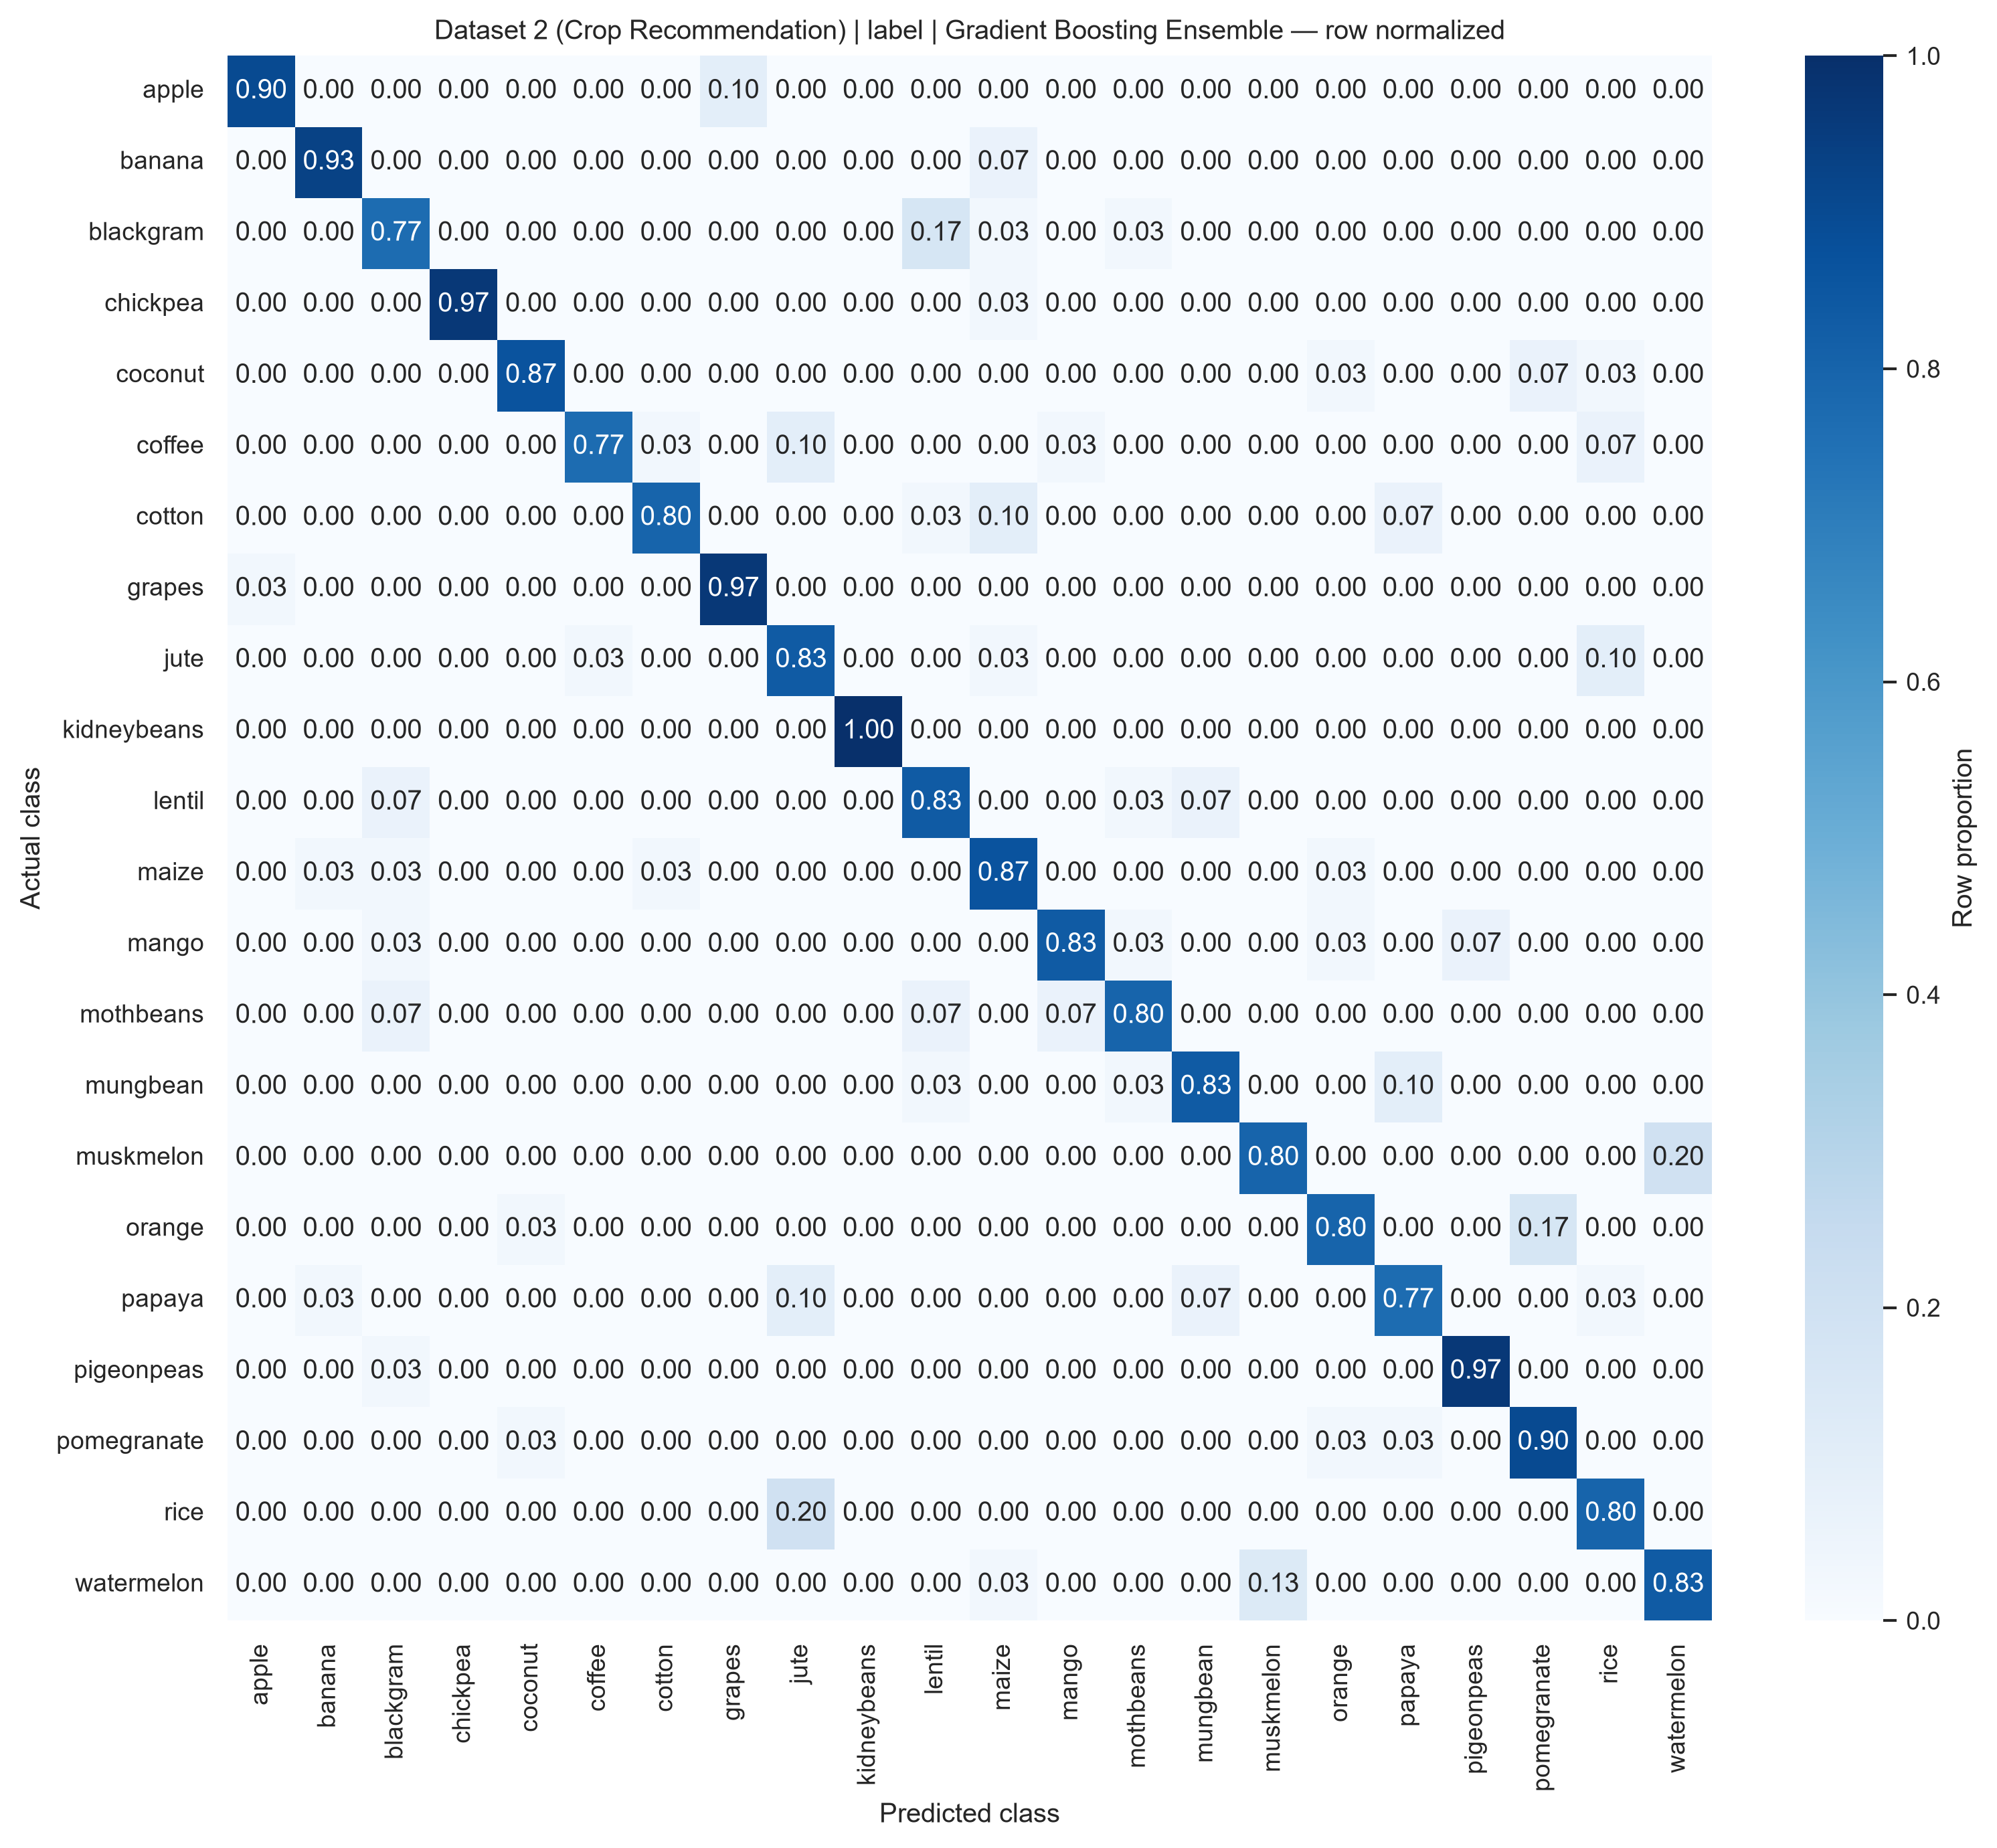 Dataset 2 (Crop Recommendation) | label | Gradient Boosting Ensemble — row normalized
apple 0.90 0.00 0.00 0.00 0.00 0.00 0.00 0.10 0.00 0.00 0.00 0.00 0.00 0.00 0.00 0.00 0.00 0.00 0.00 0.00 0.00 0.00
banana 0.00 0.93 0.00 0.00 0.00 0.00 0.00 0.00 0.00 0.00 0.00 0.07 0.00 0.00 0.00 0.00 0.00 0.00 0.00 0.00 0.00 0.00
blackgram 0.00 0.00 0.77 0.00 0.00 0.00 0.00 0.00 0.00 0.00 0.17 0.03 0.00 0.03 0.00 0.00 0.00 0.00 0.00 0.00 0.00 0.00
chickpea 0.00 0.00 0.00 0.97 0.00 0.00 0.00 0.00 0.00 0.00 0.00 0.03 0.00 0.00 0.00 0.00 0.00 0.00 0.00 0.00 0.00 0.00
coconut 0.00 0.00 0.00 0.00 0.87 0.00 0.00 0.00 0.00 0.00 0.00 0.00 0.00 0.00 0.00 0.00 0.03 0.00 0.00 0.07 0.03 0.00
coffee 0.00 0.00 0.00 0.00 0.00 0.77 0.03 0.00 0.10 0.00 0.00 0.00 0.03 0.00 0.00 0.00 0.00 0.00 0.00 0.00 0.07 0.00
cotton 0.00 0.00 0.00 0.00 0.00 0.00 0.80 0.00 0.00 0.00 0.03 0.10 0.00 0.00 0.00 0.00 0.00 0.07 0.00 0.00 0.00 0.00
grapes 0.03 0.00 0.00 0.00 0.00 0.00 0.00 0.97 0.00 0.00 0.00 0.00 0.00 0.00 0.00 0.00 0.00 0.00 0.00 0.00 0.00 0.00
jute 0.00 0.00 0.00 0.00 0.00 0.03 0.00 0.00 0.83 0.00 0.00 0.03 0.00 0.00 0.00 0.00 0.00 0.00 0.00 0.00 0.10 0.00
kidneybeans 0.00 0.00 0.00 0.00 0.00 0.00 0.00 0.00 0.00 1.00 0.00 0.00 0.00 0.00 0.00 0.00 0.00 0.00 0.00 0.00 0.00 0.00
lentil 0.00 0.00 0.07 0.00 0.00 0.00 0.00 0.00 0.00 0.00 0.83 0.00 0.00 0.03 0.07 0.00 0.00 0.00 0.00 0.00 0.00 0.00
maize 0.00 0.03 0.03 0.00 0.00 0.00 0.03 0.00 0.00 0.00 0.00 0.87 0.00 0.00 0.00 0.00 0.03 0.00 0.00 0.00 0.00 0.00
mango 0.00 0.00 0.03 0.00 0.00 0.00 0.00 0.00 0.00 0.00 0.00 0.00 0.83 0.03 0.00 0.00 0.03 0.00 0.07 0.00 0.00 0.00
mothbeans 0.00 0.00 0.07 0.00 0.00 0.00 0.00 0.00 0.00 0.00 0.07 0.00 0.07 0.80 0.00 0.00 0.00 0.00 0.00 0.00 0.00 0.00
mungbean 0.00 0.00 0.00 0.00 0.00 0.00 0.00 0.00 0.00 0.00 0.03 0.00 0.00 0.03 0.83 0.00 0.00 0.10 0.00 0.00 0.00 0.00
muskmelon 0.00 0.00 0.00 0.00 0.00 0.00 0.00 0.00 0.00 0.00 0.00 0.00 0.00 0.00 0.00 0.80 0.00 0.00 0.00 0.00 0.00 0.20
orange 0.00 0.00 0.00 0.00 0.03 0.00 0.00 0.00 0.00 0.00 0.00 0.00 0.00 0.00 0.00 0.00 0.80 0.00 0.00 0.17 0.00 0.00
papaya 0.00 0.03 0.00 0.00 0.00 0.00 0.00 0.00 0.10 0.00 0.00 0.00 0.00 0.00 0.07 0.00 0.00 0.77 0.00 0.00 0.03 0.00
pigeonpeas 0.00 0.00 0.03 0.00 0.00 0.00 0.00 0.00 0.00 0.00 0.00 0.00 0.00 0.00 0.00 0.00 0.00 0.00 0.97 0.00 0.00 0.00
pomegranate 0.00 0.00 0.00 0.00 0.03 0.00 0.00 0.00 0.00 0.00 0.00 0.00 0.00 0.00 0.00 0.00 0.03 0.03 0.00 0.90 0.00 0.00
rice 0.00 0.00 0.00 0.00 0.00 0.00 0.00 0.00 0.20 0.00 0.00 0.00 0.00 0.00 0.00 0.00 0.00 0.00 0.00 0.00 0.80 0.00
watermelon 0.00 0.00 0.00 0.00 0.00 0.00 0.00 0.00 0.00 0.00 0.00 0.03 0.00 0.00 0.00 0.13 0.00 0.00 0.00 0.00 0.00 0.83
apple banana blackgram chickpea coconut coffee cotton grapes jute kidneybeans lentil maize mango mothbeans mungbean muskmelon orange papaya pigeonpeas pomegranate rice watermelon
Predicted class
Actual class
1.0
0.8
0.6
0.4
0.2
0.0
Row proportion